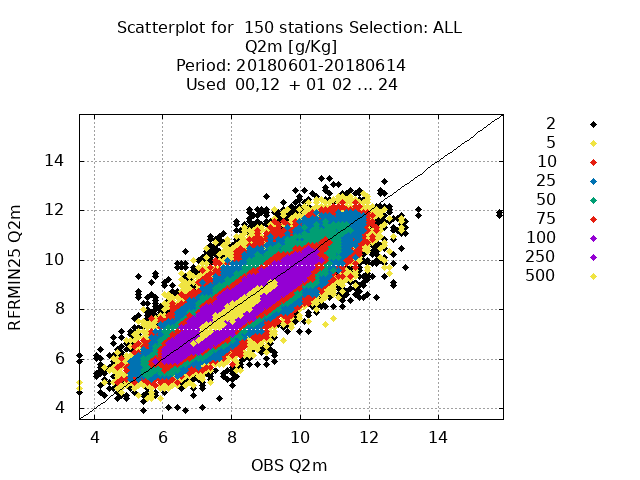 Scatterplot for  150 stations Selection: ALL
Q2m [g/Kg]
Period: 20180601-20180614
Used  00,12  + 01 02 ... 24
RFRMIN25 Q2m
14
12
10
8
6
4
4 6 8 10 12 14
OBS Q2m
2
5
10
25
50
75
100
250
500